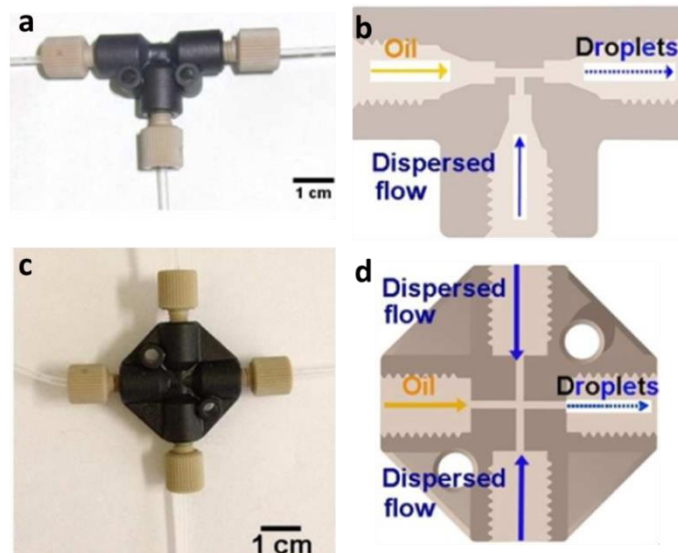 a
b
Oil
Droplets
Dispersed
flow
1 cm
c
d
Dispersed
flow
Oil
Droplets
Dispersed
flow
1 cm